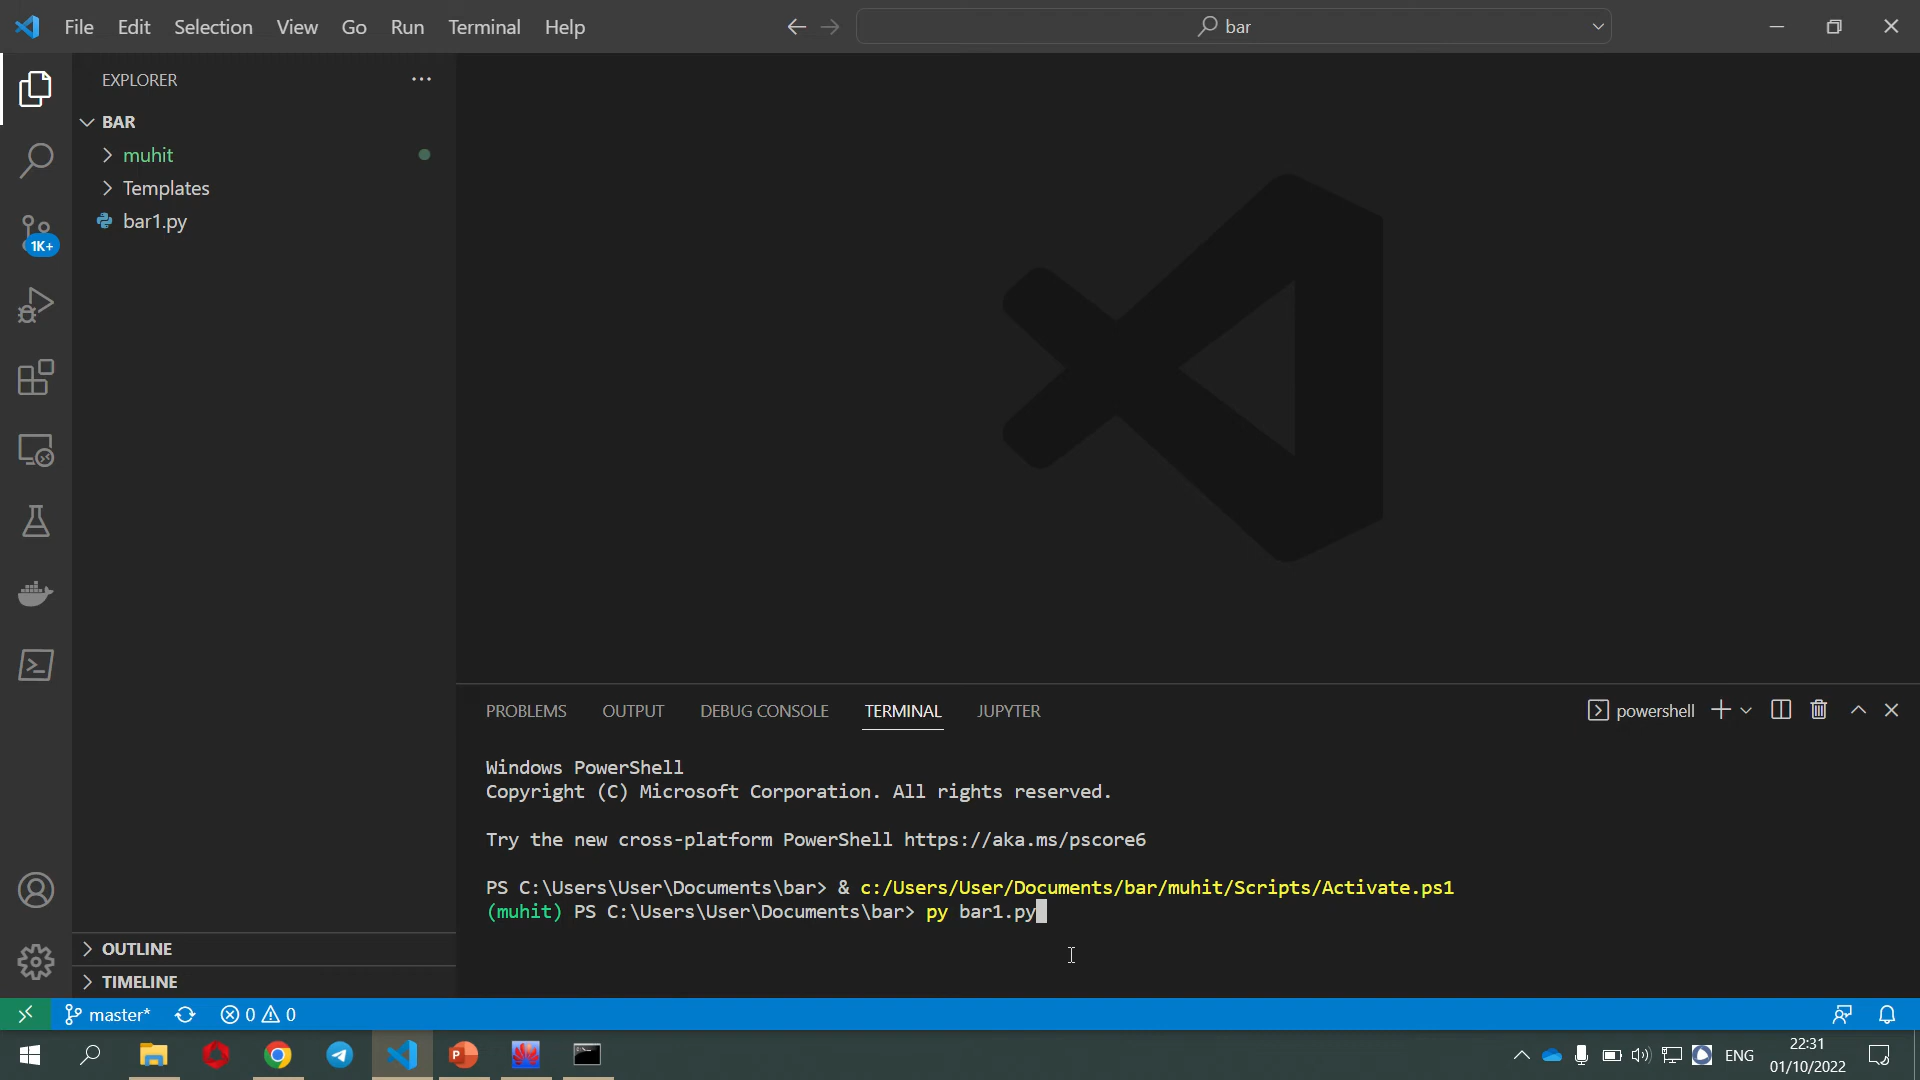 File Edit Selection View Go Run Terminal Help
bar
EXPLORER
BAR
muhit
Templates
bar1.py
1K+
OUTLINE
TIMELINE
PROBLEMS OUTPUT DEBUG CONSOLE TERMINAL JUPYTER
powershell
Windows PowerShell
Copyright (C) Microsoft Corporation. All rights reserved.
Try the new cross-platform PowerShell https://aka.ms/pscore6
PS C:\Users\User\Documents\bar> & c:/Users/User/Documents/bar/muhit/Scripts/Activate.ps1
(muhit) PS C:\Users\User\Documents\bar> py bar1.py
master* 0 0
ENG
22:31
01/10/2022